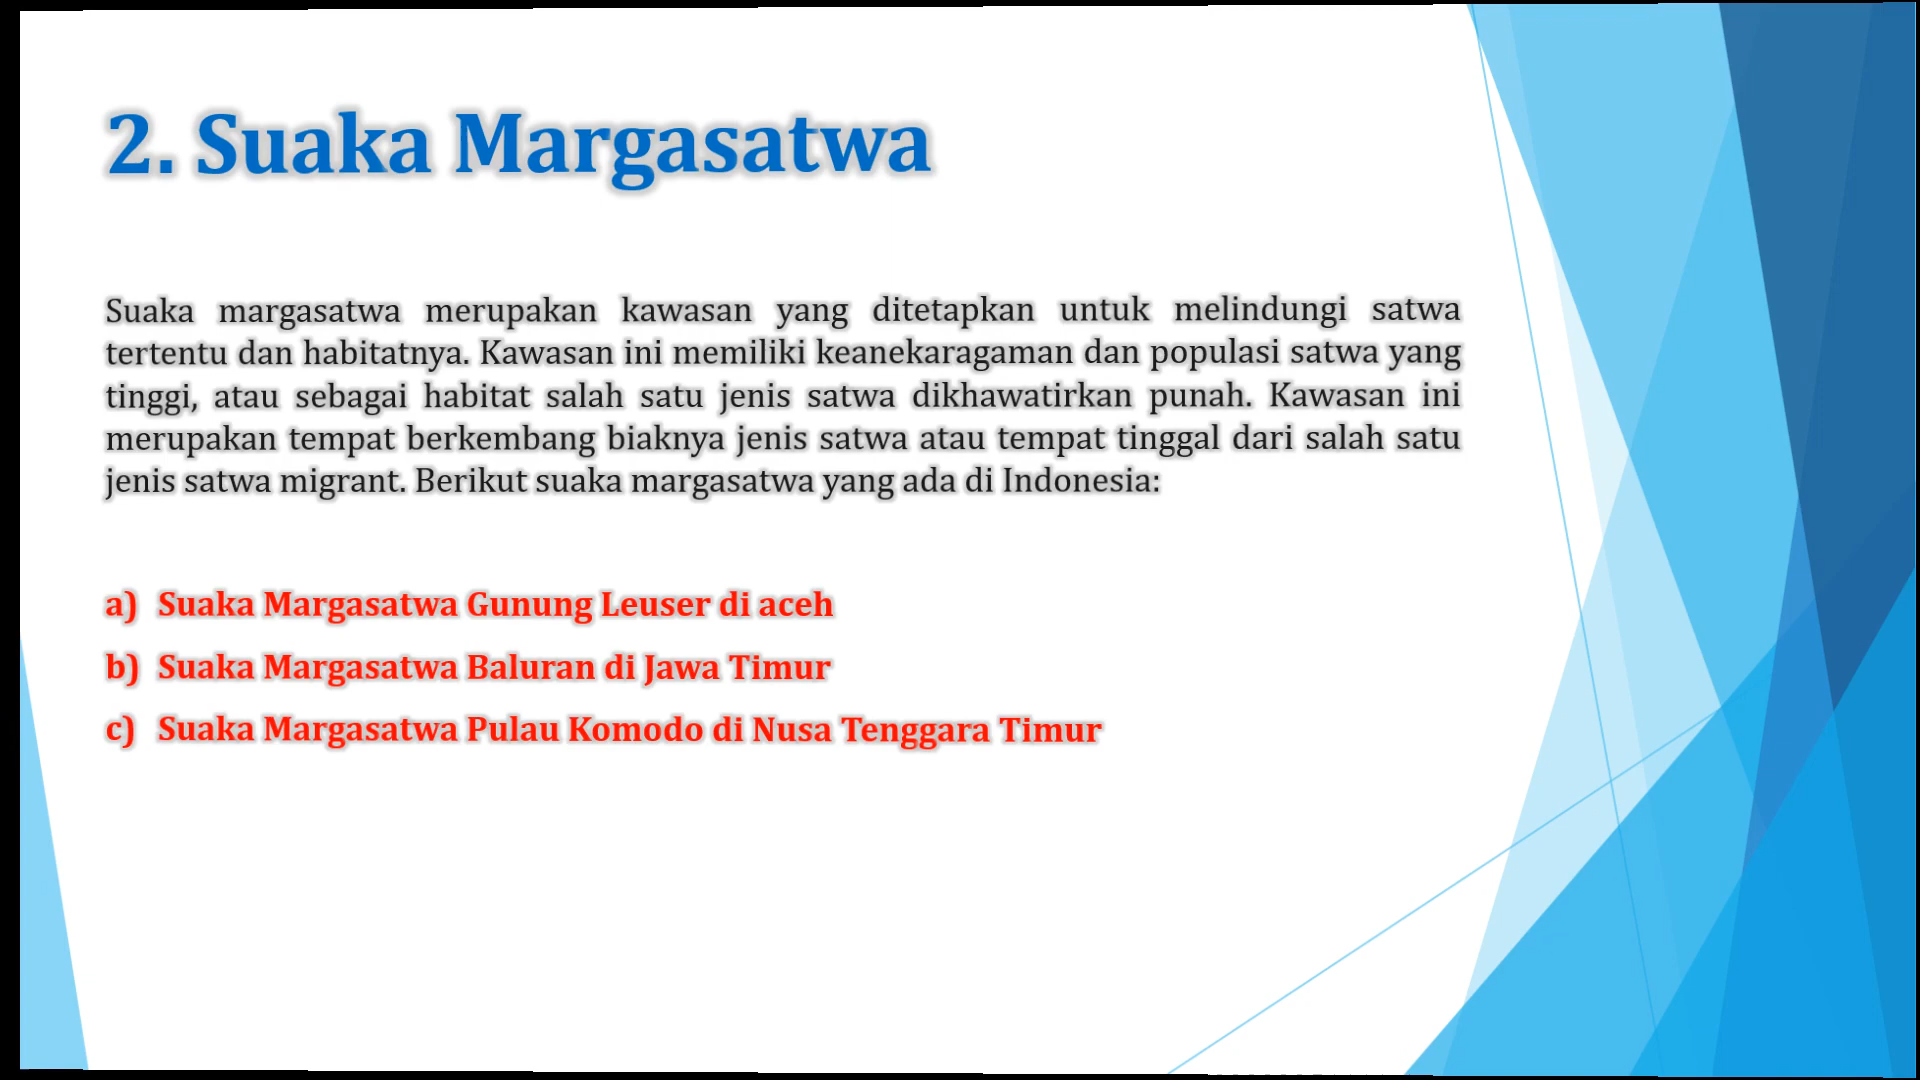 2. Suaka Margasatwa
Suaka margasatwa merupakan kawasan yang ditetapkan untuk melindungi satwa
tertentu dan habitatnya. Kawasan ini memiliki keanekaragaman dan populasi satwa yang
tinggi, atau sebagai habitat salah satu jenis satwa dikhawatirkan punah. Kawasan ini
merupakan tempat berkembang biaknya jenis satwa atau tempat tinggal dari salah satu
jenis satwa migrant. Berikut suaka margasatwa yang ada di Indonesia:
a) Suaka Margasatwa Gunung Leuser di aceh
b) Suaka Margasatwa Baluran di Jawa Timur
c) Suaka Margasatwa Pulau Komodo di Nusa Tenggara Timur